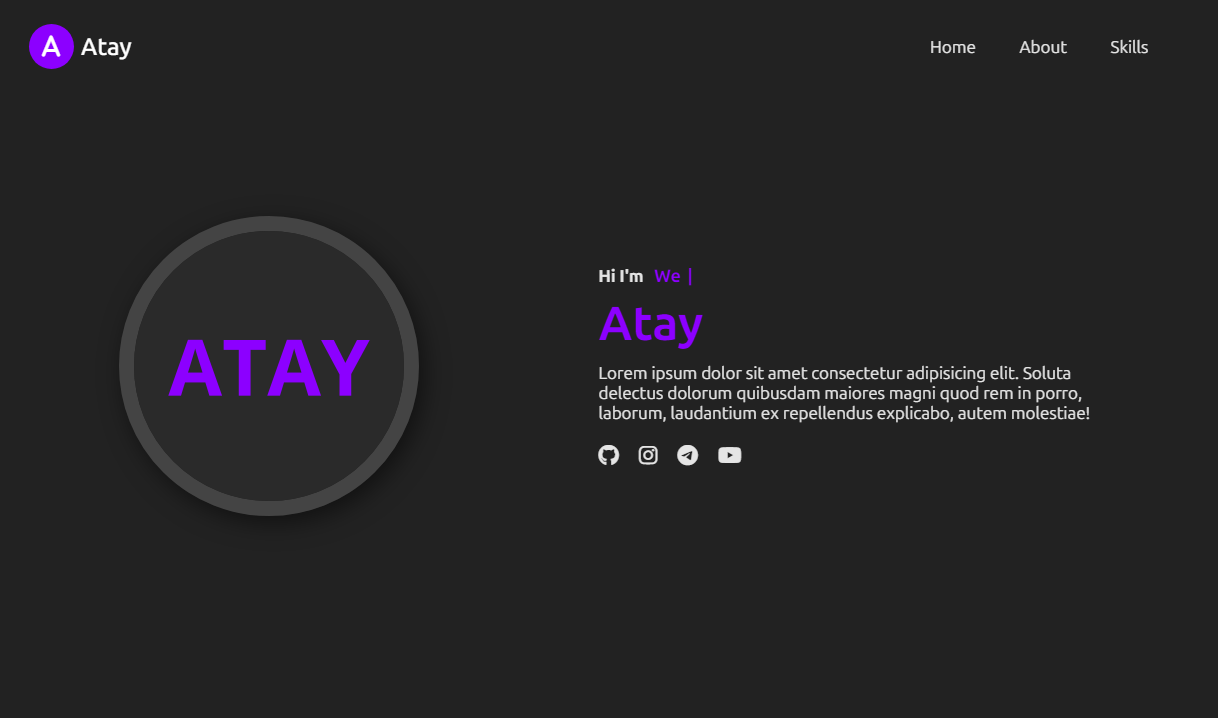 A Atay
Home About Skills
ATAY
Hi I'm We |
Atay
Lorem ipsum dolor sit amet consectetur adipisicing elit. Soluta
delectus dolorum quibusdam maiores magni quod rem in porro,
laborum, laudantium ex repellendus explicabo, autem molestiae!